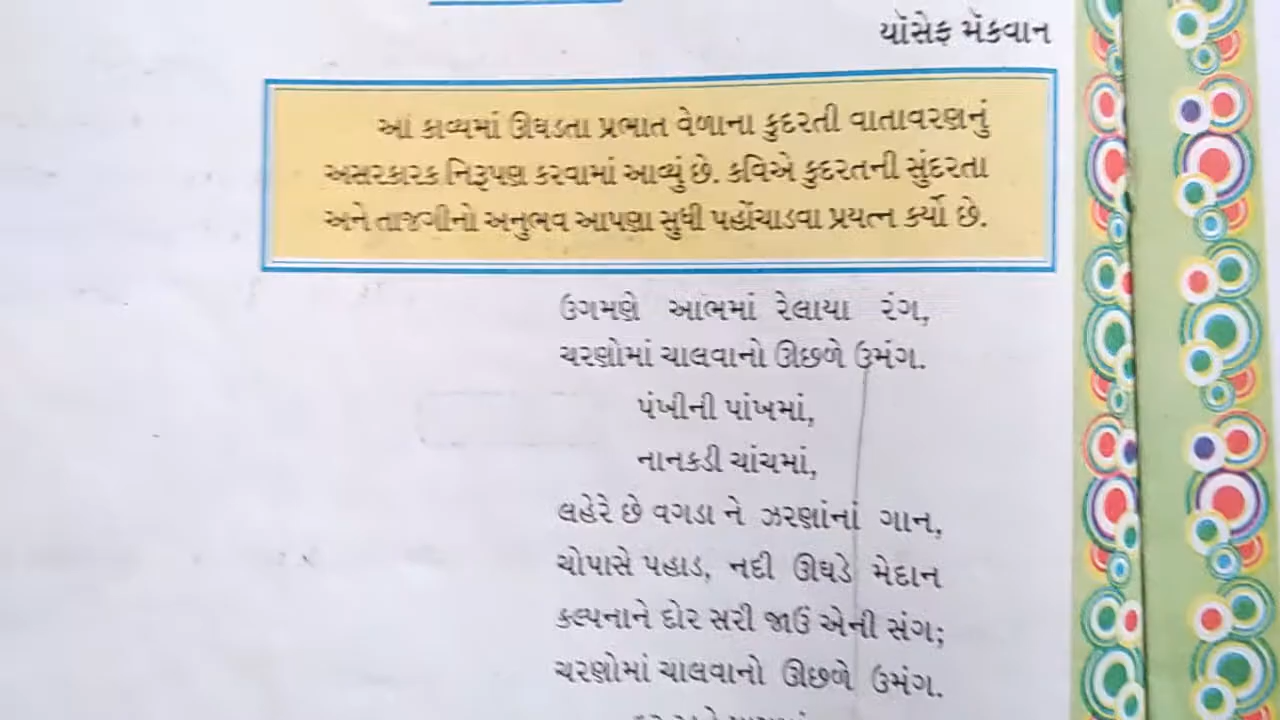 યૉસેફ મૅકવાન
આ કાવ્યમાં ઊઘડતા પ્રભાત વેળાના કુદરતી વાતાવરણનું
અસરકારક નિરૂપણ કરવામાં આવ્યું છે. કવિએ કુદરતની સુંદરતા
અને તાજગીનો અનુભવ આપણા સુધી પહોંચાડવા પ્રયત્ન કર્યો છે.
ઉગમણે આભમાં રેલાયા રંગ,
ચરણોમાં ચાલવાનો ઊછળે ઉમંગ.
પંખીની પાંખમાં,
નાનકડી ચાંચમાં,
લહેરે છે વગડા ને ઝરણાંનાં ગાન,
ચોપાસે પહાડ, નદી ઊઘડે મેદાન
કલ્પનાને દોર સરી જાઉં એની સંગ;
ચરણોમાં ચાલવાનો ઊછળે ઉમંગ.